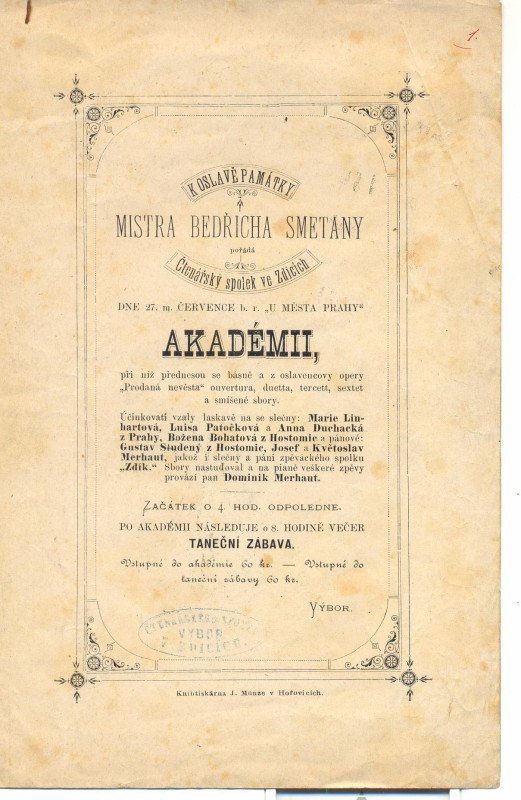 1.
K OSLAVĚ PAMÁTKY
MISTRA BEDŘICHA SMETANY
pořádá
Čtenářský spolek ve Zdicích
DNE 27. m. ČERVENCE b. r. „U MĚSTA PRAHY“
AKADÉMII,
při níž přednesou se básně a z oslavencovy opery
„Prodaná nevěsta“ ouvertura, duetta, tercett, sextet
a smíšené sbory.
Účinkovati vzaly laskavě na se slečny: Marie Lin-
hartová, Luisa Patočková a Anna Duchacká
z Prahy, Božena Bohatová z Hostomic a pánové:
Gustav Studený z Hostomic, Josef a Květoslav
Merhaut, jakož i slečny a páni zpěváckého spolku
„Zdík.“ Sbory nastudoval a na pianě veškeré zpěvy
provází pan Dominik Merhaut.
ZAČÁTEK O 4. HOD. ODPOLEDNE.
PO AKADÉMII NÁSLEDUJE o 8. HODINĚ VEČER
TANEČNÍ ZÁBAVA.
Vstupné do akadémie 60 kr. — Vstupné do
taneční zábavy 60 kr.
VÝBOR.
VÝBOR
Knihtiskárna J. Münze v Hořovicích.